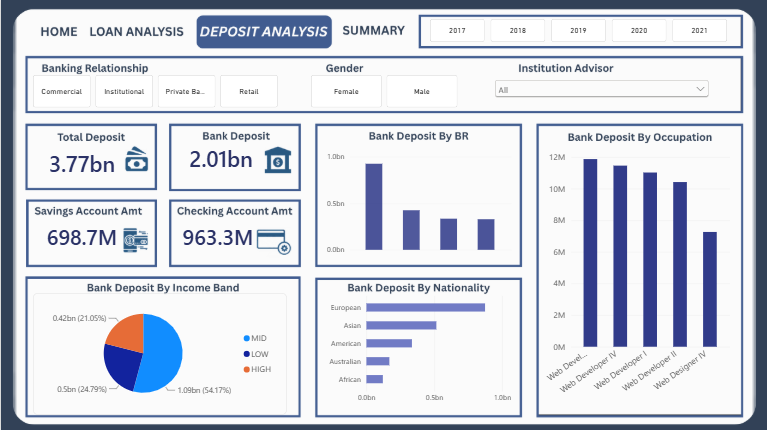 HOME LOAN ANALYSIS DEPOSIT ANALYSIS SUMMARY
2017 2018 2019 2020 2021
Banking Relationship
Commercial Institutional Private Ba... Retail
Gender
Female Male
Institution Advisor
All
Total Deposit
3.77bn
Bank Deposit
2.01bn
Savings Account Amt
698.7M
Checking Account Amt
963.3M
Bank Deposit By BR
1.0bn
0.5bn
0.0bn
Bank Deposit By Occupation
12M
10M
8M
6M
4M
2M
0M
Web Devel...
Web Developer IV
Web Developer I
Web Developer II
Web Designer IV
Bank Deposit By Income Band
0.42bn (21.05%)
0.5bn (24.79%)
1.09bn (54.17%)
MID
LOW
HIGH
Bank Deposit By Nationality
European
Asian
American
Australian
African
0.0bn 0.5bn 1.0bn